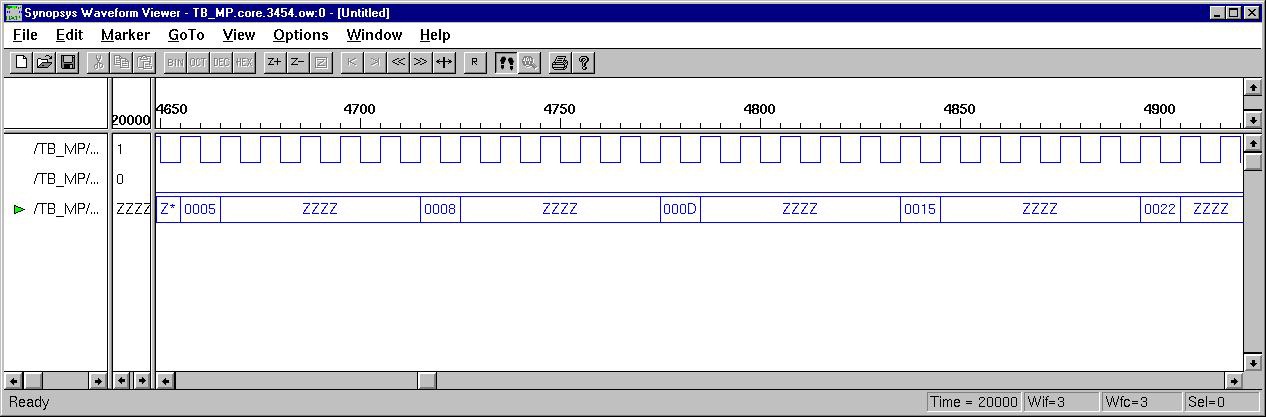 Synopsys Waveform Viewer - TB_MP.core.3454.ow:0 - [Untitled]
File Edit Marker GoTo View Options Window Help
BIN OCT DEC HEX Z+ Z- Z R
20000 4650 4700 4750 4800 4850 4900
/TB_MP/... 1
/TB_MP/... 0
/TB_MP/... ZZZZ Z* 0005 ZZZZ 0008 ZZZZ 000D ZZZZ 0015 ZZZZ 0022 ZZZZ
Ready Time = 20000 Wif=3 Wfc=3 Sel=0